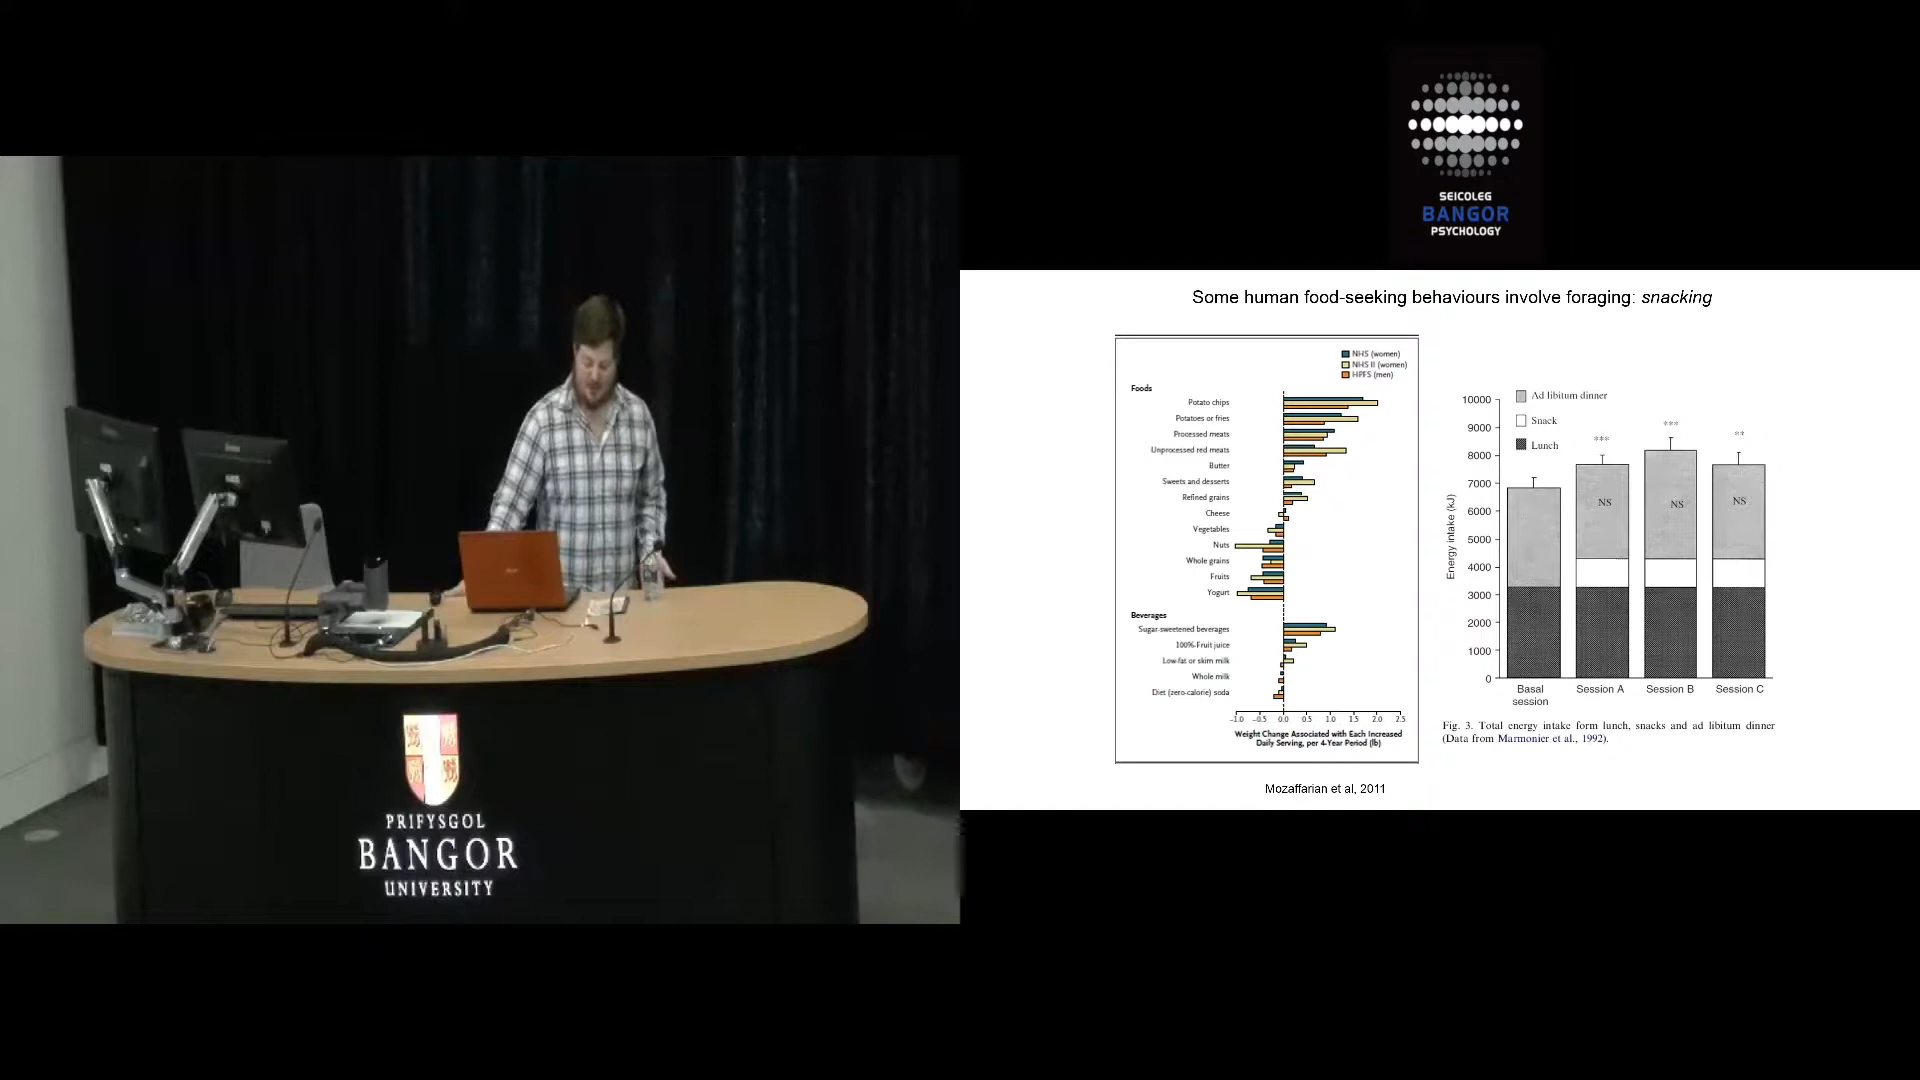 SEICOLEG
BANGOR
PSYCHOLOGY
Some human food-seeking behaviours involve foraging: snacking
NHS (women)
NHS II (women)
HPFS (men)
Foods
Potato chips
Potatoes or fries
Processed meats
Unprocessed red meats
Butter
Sweets and desserts
Refined grains
Cheese
Vegetables
Nuts
Whole grains
Fruits
Yogurt
Beverages
Sugar-sweetened beverages
100%-Fruit juice
Low-fat or skim milk
Whole milk
Diet (zero-calorie) soda
-1.0 -0.5 0.0 0.5 1.0 1.5 2.0 2.5
Weight Change Associated with Each Increased
Daily Serving, per 4-Year Period (lb)
Mozaffarian et al, 2011
Ad libitum dinner
Snack
Lunch
Energy intake (kJ)
10000
9000
8000
7000
6000
5000
4000
3000
2000
1000
0
*** *** **
NS NS NS
Basal
session
Session A
Session B
Session C
Fig. 3. Total energy intake form lunch, snacks and ad libitum dinner
(Data from Marmonier et al., 1992).
PRIFYSGOL
BANGOR
UNIVERSITY